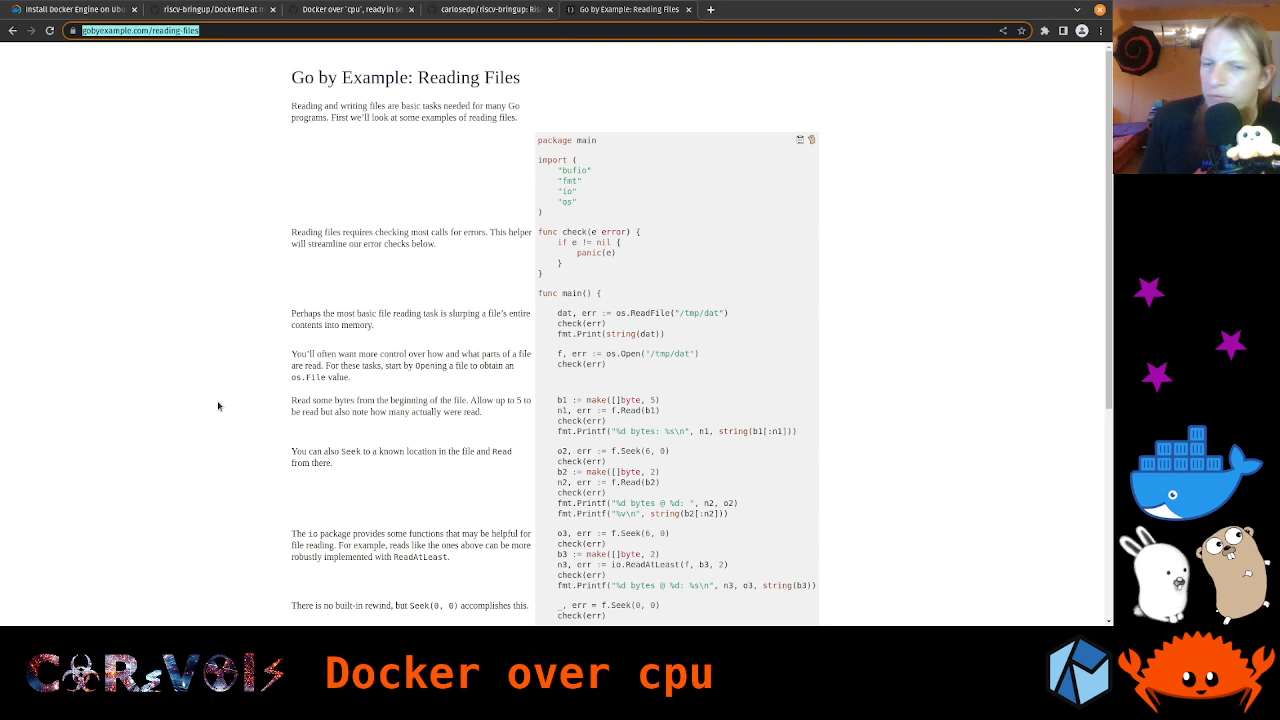 Install Docker Engine on Ubu
riscv-bringup/Dockerfile at n
Docker over "cpu", ready in se
carlosedp/riscv-bringup: Ris
Go by Example: Reading Files
gobyexample.com/reading-files
Go by Example: Reading Files
Reading and writing files are basic tasks needed for many Go
programs. First we'll look at some examples of reading files.
package main
import (
"bufio"
"fmt"
"io"
"os"
)
Reading files requires checking most calls for errors. This helper
will streamline our error checks below.
func check(e error) {
if e != nil {
panic(e)
}
}
func main() {
Perhaps the most basic file reading task is slurping a file's entire
contents into memory.
dat, err := os.ReadFile("/tmp/dat")
check(err)
fmt.Print(string(dat))
You'll often want more control over how and what parts of a file
are read. For these tasks, start by Opening a file to obtain an
os.File value.
f, err := os.Open("/tmp/dat")
check(err)
Read some bytes from the beginning of the file. Allow up to 5 to
be read but also note how many actually were read.
b1 := make([]byte, 5)
n1, err := f.Read(b1)
check(err)
fmt.Printf("%d bytes: %s\n", n1, string(b1[:n1]))
You can also Seek to a known location in the file and Read
from there.
o2, err := f.Seek(6, 0)
check(err)
b2 := make([]byte, 2)
n2, err := f.Read(b2)
check(err)
fmt.Printf("%d bytes @ %d: ", n2, o2)
fmt.Printf("%v\n", string(b2[:n2]))
The io package provides some functions that may be helpful for
file reading. For example, reads like the ones above can be more
robustly implemented with ReadAtLeast.
o3, err := f.Seek(6, 0)
check(err)
b3 := make([]byte, 2)
n3, err := io.ReadAtLeast(f, b3, 2)
check(err)
fmt.Printf("%d bytes @ %d: %s\n", n3, o3, string(b3))
There is no built-in rewind, but Seek(0, 0) accomplishes this.
_, err = f.Seek(0, 0)
check(err)
Docker over cpu